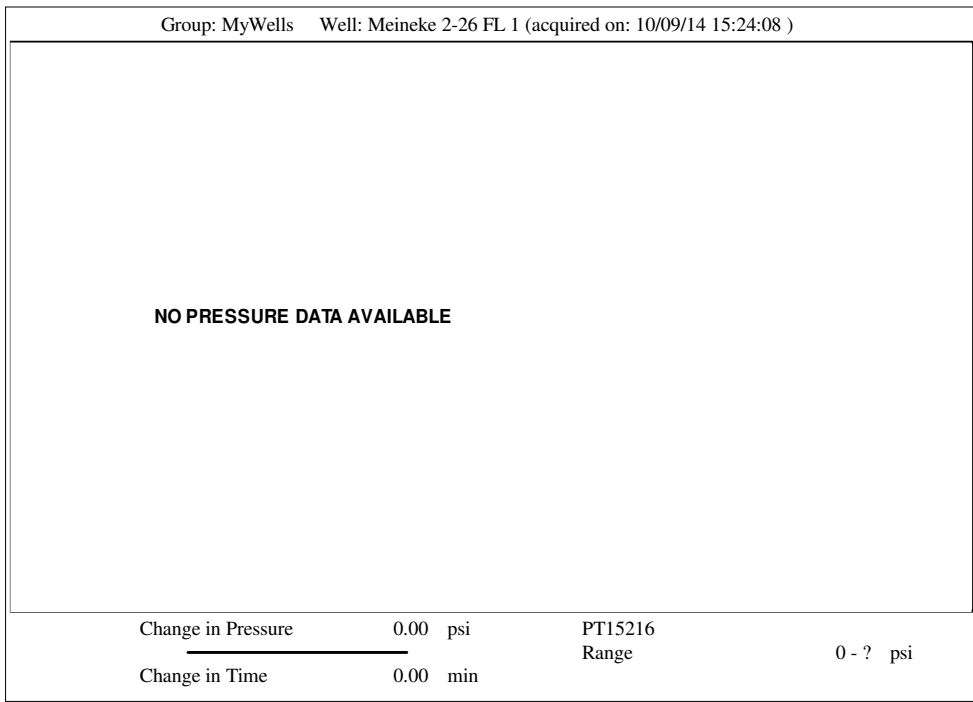 Group: MyWells Well: Meineke 2-26 FL 1 (acquired on: 10/09/14 15:24:08 )
NO PRESSURE DATA AVAILABLE
Change in Pressure 0.00 psi PT15216
Range 0 - ? psi
Change in Time 0.00 min